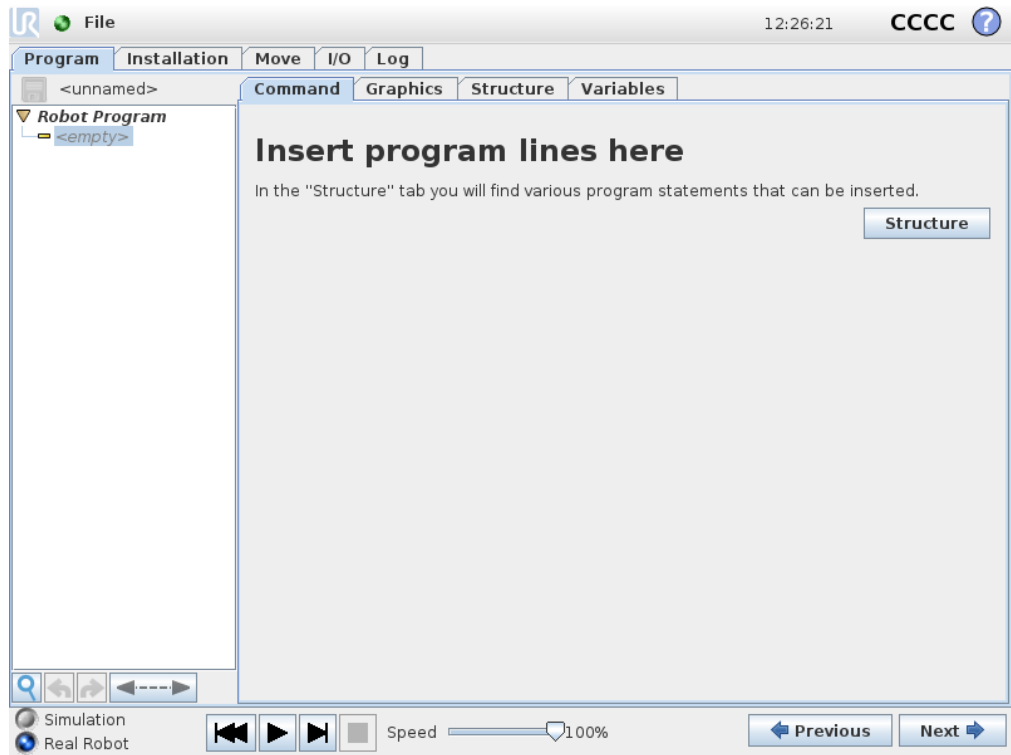 UR File 12:26:21 CCCC ?
Program Installation Move I/O Log
<unnamed> Command Graphics Structure Variables
Robot Program
<empty>
Insert program lines here
In the "Structure" tab you will find various program statements that can be inserted.
Structure
Simulation
Real Robot
Speed 100%
Previous Next